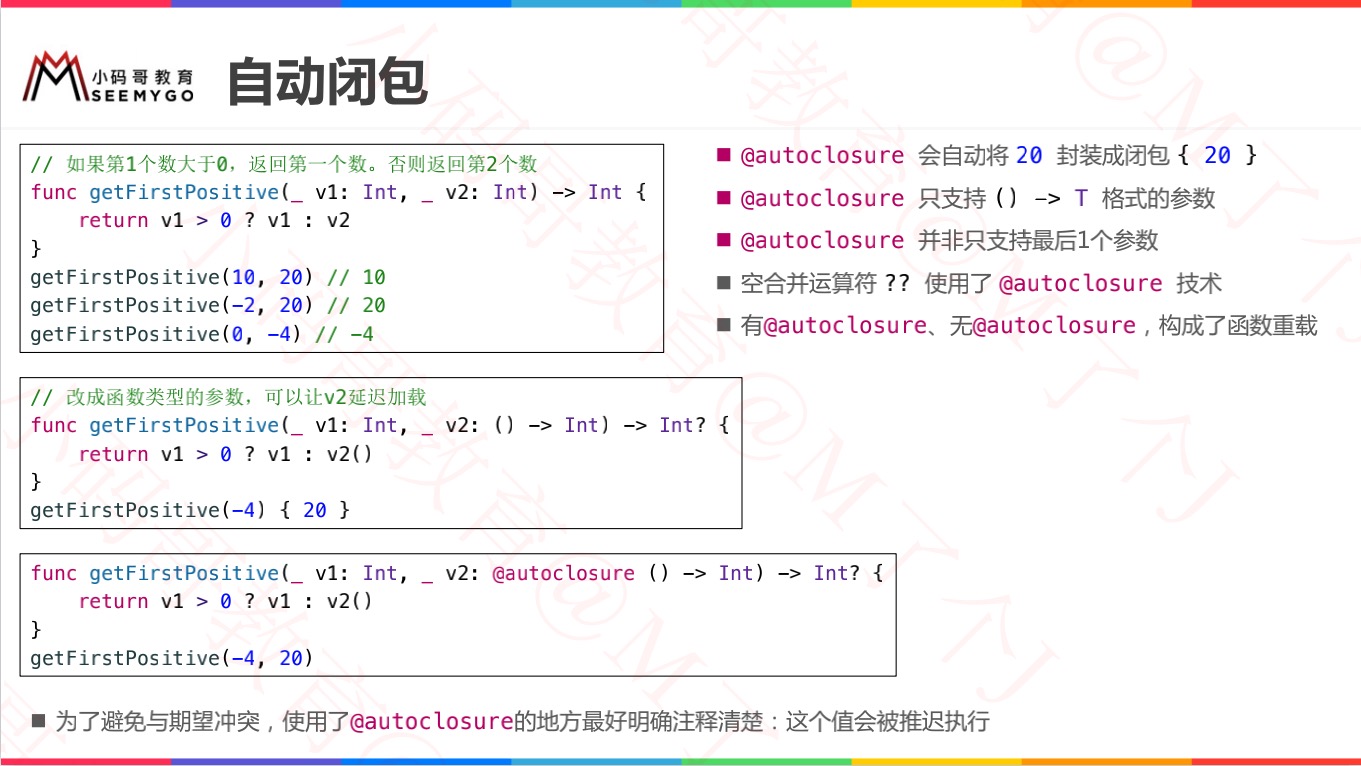 小码哥教育
SEEMYGO
自动闭包
// 如果第1个数大于0，返回第一个数。否则返回第2个数
func getFirstPositive(_ v1: Int, _ v2: Int) -> Int {
    return v1 > 0 ? v1 : v2
}
getFirstPositive(10, 20) // 10
getFirstPositive(-2, 20) // 20
getFirstPositive(0, -4) // -4
// 改成函数类型的参数，可以让v2延迟加载
func getFirstPositive(_ v1: Int, _ v2: () -> Int) -> Int? {
    return v1 > 0 ? v1 : v2()
}
getFirstPositive(-4) { 20 }
func getFirstPositive(_ v1: Int, _ v2: @autoclosure () -> Int) -> Int? {
    return v1 > 0 ? v1 : v2()
}
getFirstPositive(-4, 20)
■ @autoclosure 会自动将 20 封装成闭包 { 20 }
■ @autoclosure 只支持 () -> T 格式的参数
■ @autoclosure 并非只支持最后1个参数
■ 空合并运算符 ?? 使用了 @autoclosure 技术
■ 有@autoclosure、无@autoclosure，构成了函数重载
■ 为了避免与期望冲突，使用了@autoclosure的地方最好明确注释清楚：这个值会被推迟执行
小码哥教育@M了个J